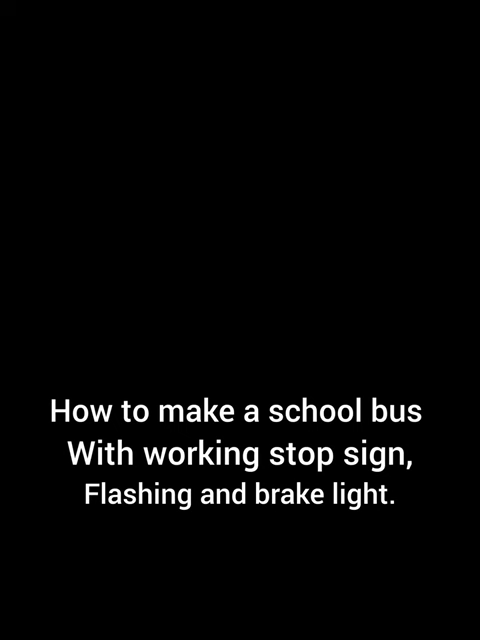 How to make a school bus
With working stop sign,
Flashing and brake light.